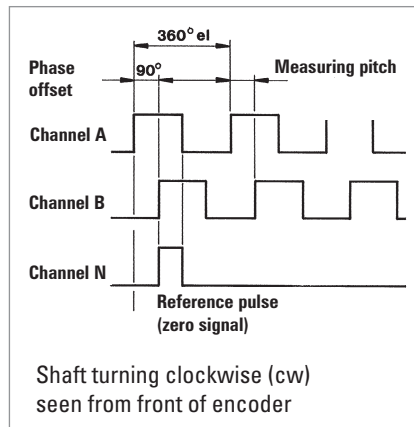 360° el
Phase
offset
90°
Measuring pitch
Channel A
Channel B
Channel N
Reference pulse
(zero signal)
Shaft turning clockwise (cw)
seen from front of encoder